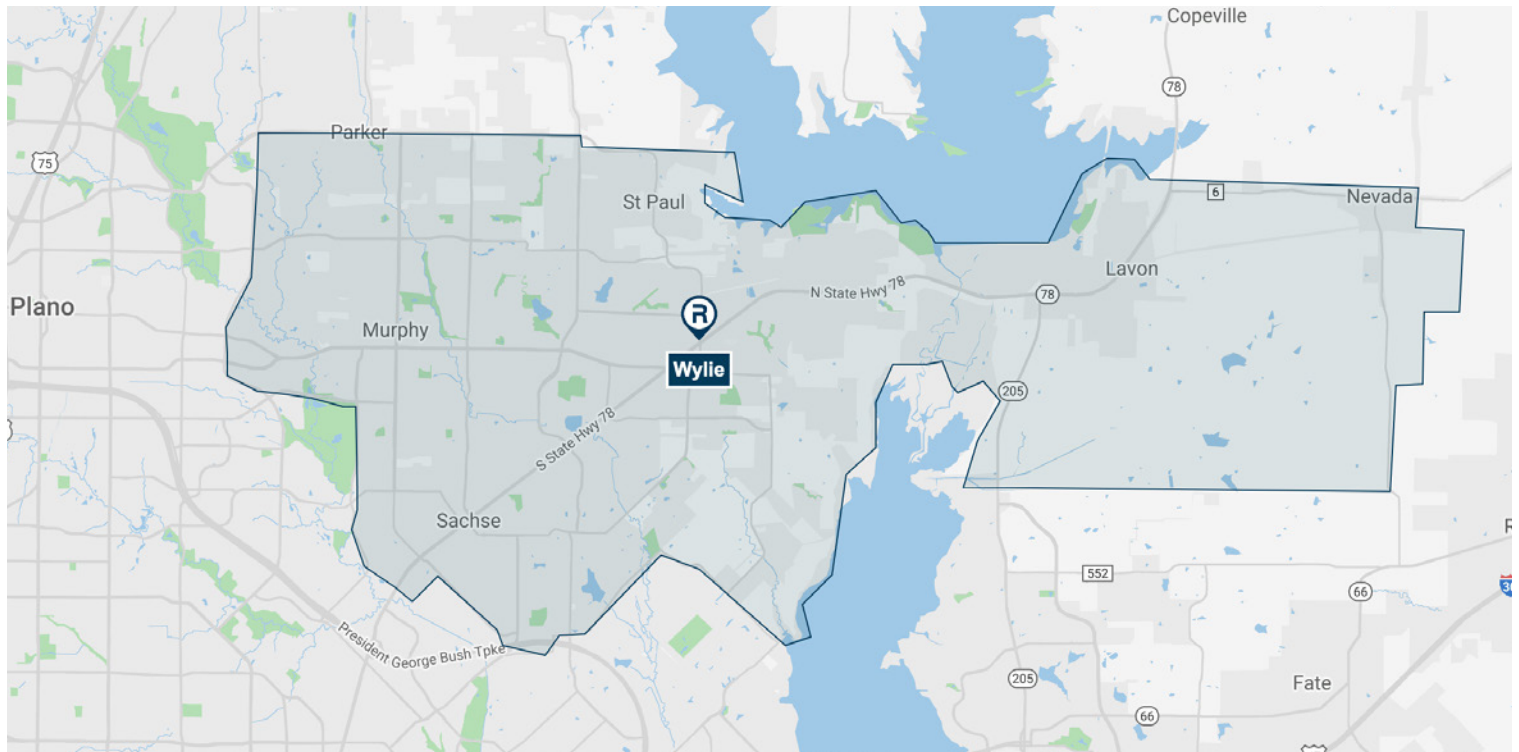 Copeville
78
Parker
75
St Paul
6
Nevada
Lavon
N State Hwy 78
78
Plano
Murphy
R
Wylie
205
S State Hwy 78
Sachse
552
66
President George Bush Tpke
205
Fate
66